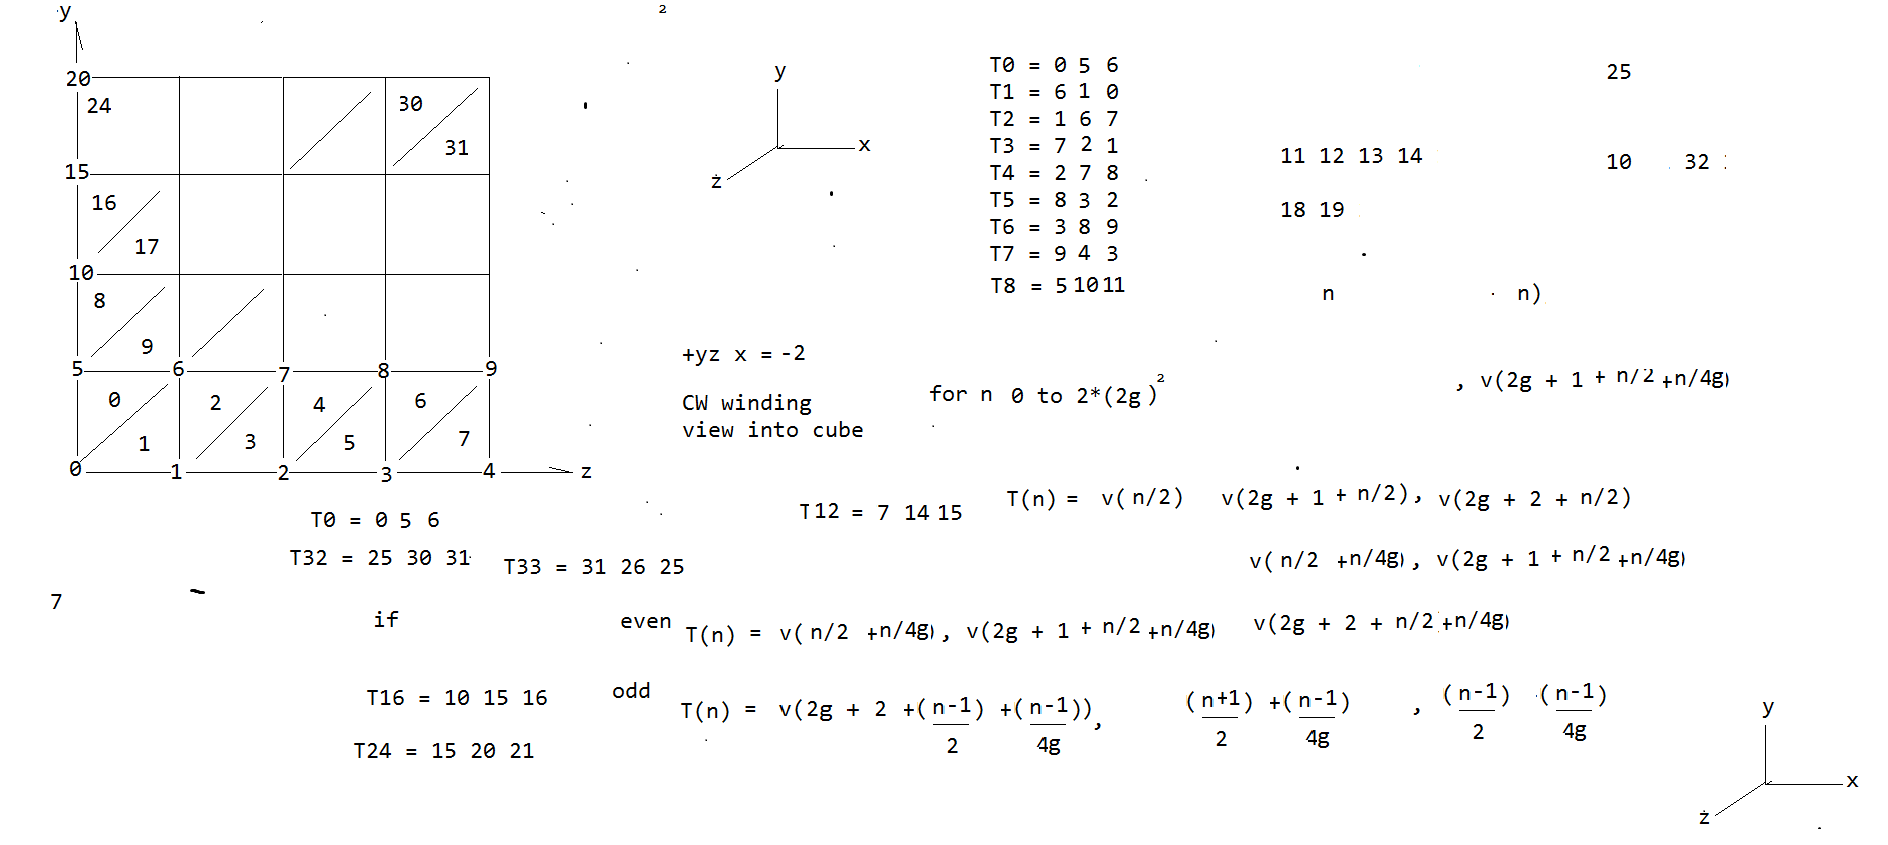 y
2
20
24
30
31
15
16
17
10
8
9
5 6 7 8 9
0 2 4 6
1 3 5 7
0 1 2 3 4 z
y
x
z
T0 = 0 5 6
T1 = 6 1 0
T2 = 1 6 7
T3 = 7 2 1
T4 = 2 7 8
T5 = 8 3 2
T6 = 3 8 9
T7 = 9 4 3
T8 = 5 10 11
25
11 12 13 14
10 32
18 19
n n)
+yz x = -2
CW winding
view into cube
for n 0 to 2*(2g)²
, v(2g + 1 + n/2 +n/4g)
T12 = 7 14 15
T(n) = v(n/2) v(2g + 1 + n/2), v(2g + 2 + n/2)
v( n/2 +n/4g), v(2g + 1 + n/2 +n/4g)
T0 = 0 5 6
T32 = 25 30 31
T33 = 31 26 25
7
if even T(n) = v( n/2 +n/4g), v(2g + 1 + n/2 +n/4g) v(2g + 2 + n/2 +n/4g)
T16 = 10 15 16
odd T(n) = v(2g + 2 +(n-1) +(n-1)), (n+1) +(n-1) , (n-1) (n-1)
2 4g 2 4g 2 4g
T24 = 15 20 21
y
x
z